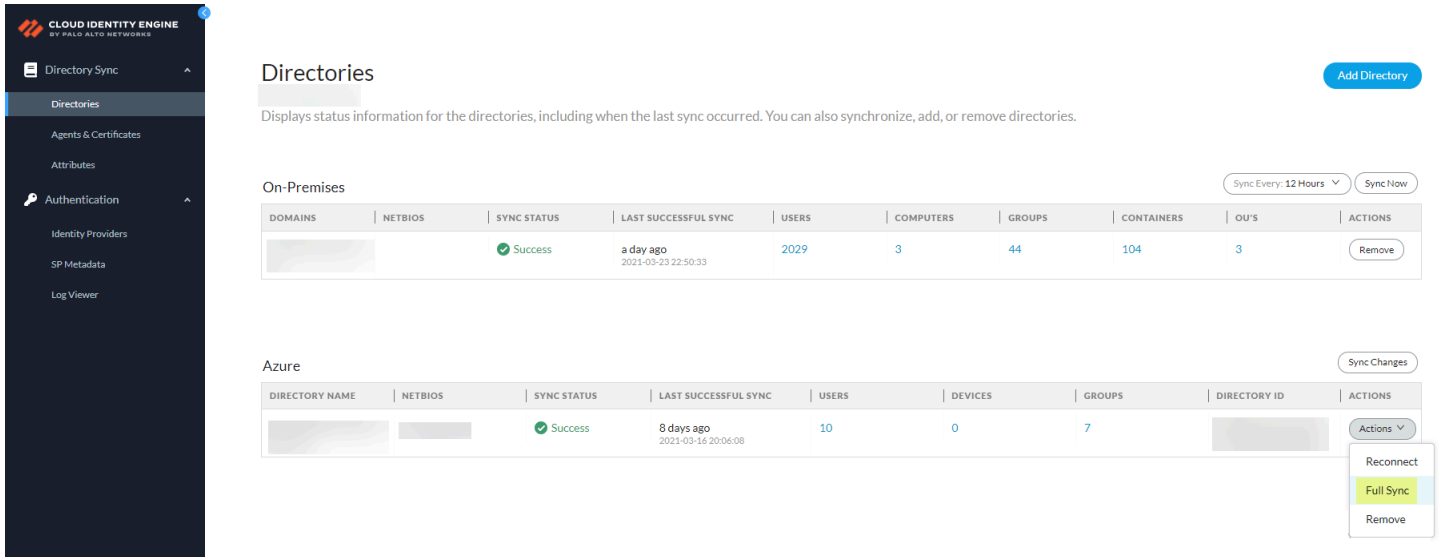 CLOUD IDENTITY ENGINE
BY PALO ALTO NETWORKS
Directory Sync
Directories
Agents & Certificates
Attributes
Authentication
Identity Providers
SP Metadata
Log Viewer
Directories
Add Directory
Displays status information for the directories, including when the last sync occurred. You can also synchronize, add, or remove directories.
On-Premises
Sync Every: 12 Hours
Sync Now
DOMAINS NETBIOS SYNC STATUS LAST SUCCESSFUL SYNC USERS COMPUTERS GROUPS CONTAINERS OU'S ACTIONS
Success a day ago 2029 3 44 104 3 Remove
2021-03-23 22:50:33
Azure
Sync Changes
DIRECTORY NAME NETBIOS SYNC STATUS LAST SUCCESSFUL SYNC USERS DEVICES GROUPS DIRECTORY ID ACTIONS
Success 8 days ago 10 0 7 Actions
2021-03-16 20:06:08
Reconnect
Full Sync
Remove